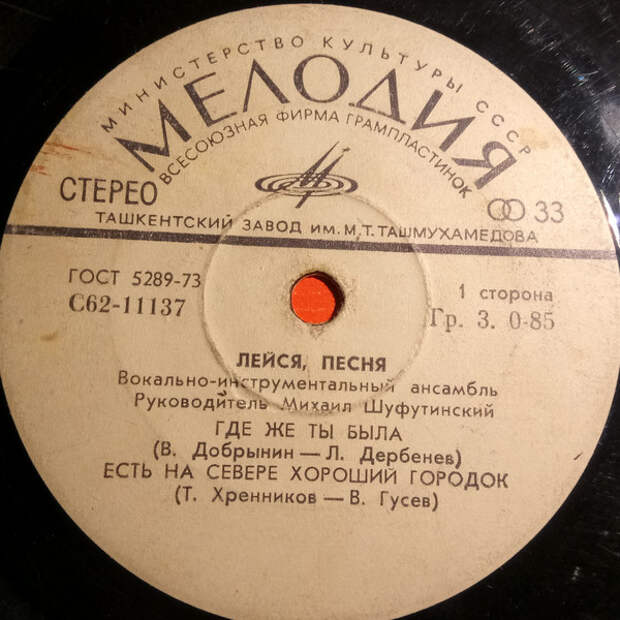 МИНИСТЕРСТВО КУЛЬТУРЫ СССР
МЕЛОДИЯ
ВСЕСОЮЗНАЯ ФИРМА ГРАМПЛАСТИНОК
СТЕРЕО
33
ТАШКЕНТСКИЙ ЗАВОД ИМ. М.Т. ТАШМУХАМЕДОВА
ГОСТ 5289-73
С62-11137
1 сторона
Гр. 3. 0-85
ЛЕЙСЯ, ПЕСНЯ
Вокально-инструментальный ансамбль
Руководитель Михаил Шуфутинский
ГДЕ ЖЕ ТЫ БЫЛА
(В. Добрынин — Л. Дербенев)
ЕСТЬ НА СЕВЕРЕ ХОРОШИЙ ГОРОДОК
(Т. Хренников — В. Гусев)